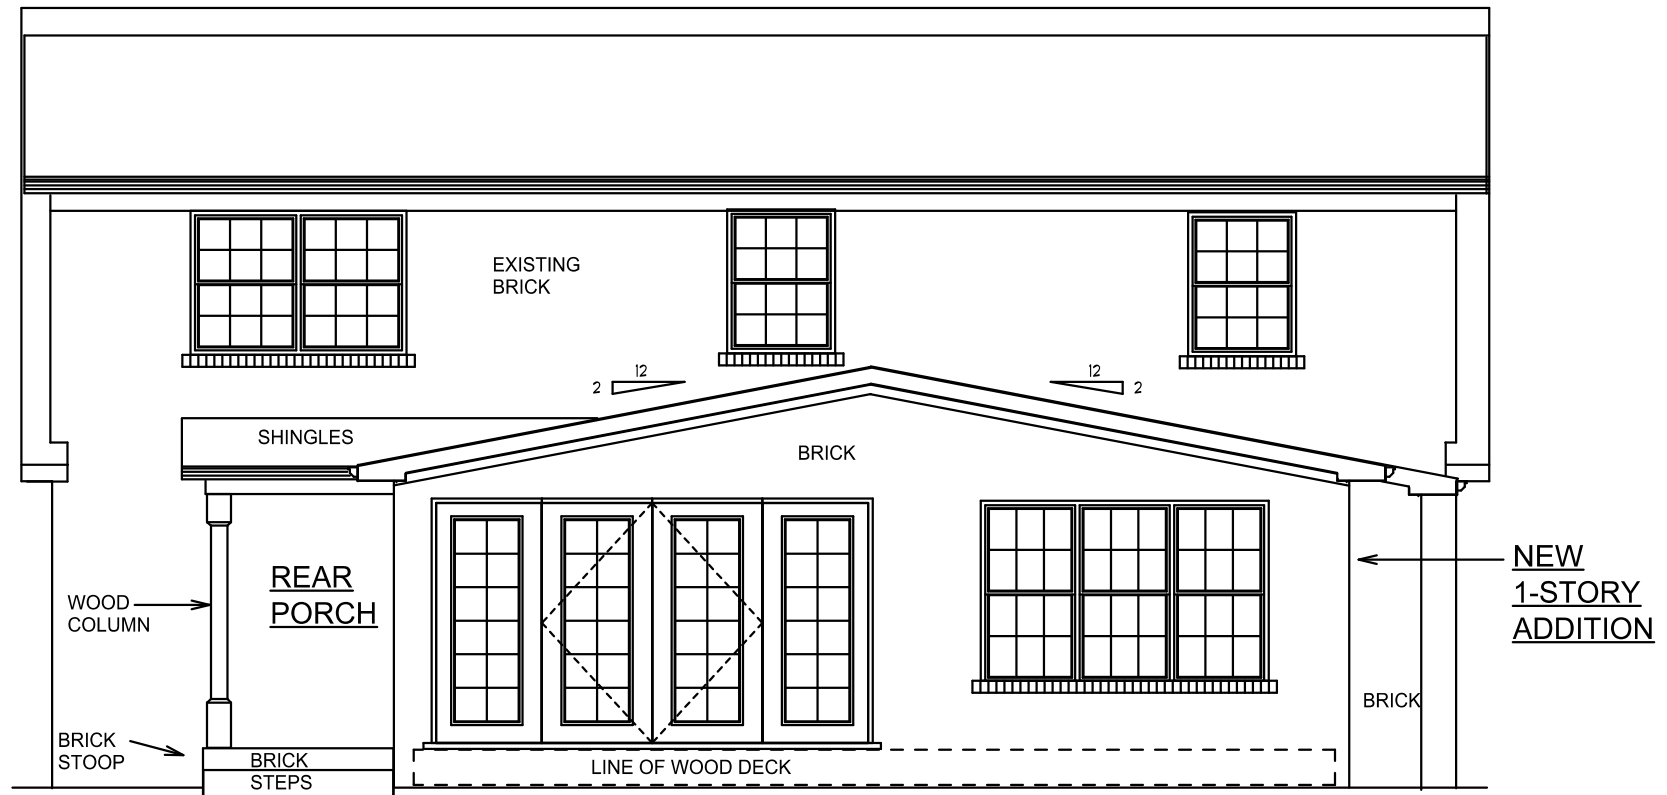 EXISTING
BRICK
12
2
12
2
SHINGLES
BRICK
REAR
PORCH
WOOD
COLUMN
NEW
1-STORY
ADDITION
BRICK
BRICK
STOOP
BRICK
STEPS
LINE OF WOOD DECK